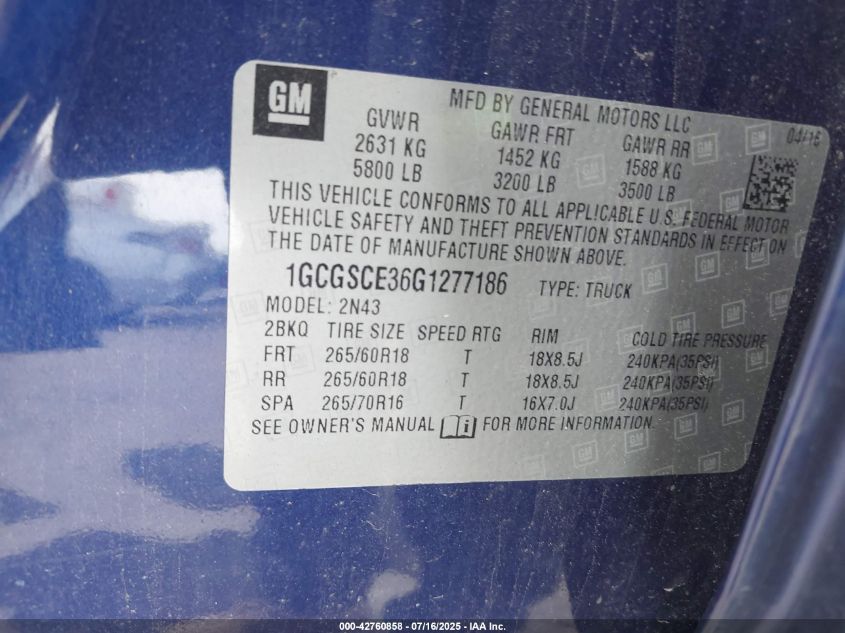 GM
MFD BY GENERAL MOTORS LLC
04/16
GVWR GAWR FRT GAWR RR
2631 KG 1452 KG 1588 KG
5800 LB 3200 LB 3500 LB
THIS VEHICLE CONFORMS TO ALL APPLICABLE U.S. FEDERAL MOTOR
VEHICLE SAFETY AND THEFT PREVENTION STANDARDS IN EFFECT ON
THE DATE OF MANUFACTURE SHOWN ABOVE.
1GCGSCE36G1277186 TYPE: TRUCK
MODEL: 2N43
2BKQ TIRE SIZE SPEED RTG RIM COLD TIRE PRESSURE
FRT 265/60R18 T 18X8.5J 240KPA(35PSI)
RR 265/60R18 T 18X8.5J 240KPA(35PSI)
SPA 265/70R16 T 16X7.0J 240KPA(35PSI)
SEE OWNER'S MANUAL i FOR MORE INFORMATION.
000-42760858 - 07/16/2025 - IAA Inc.